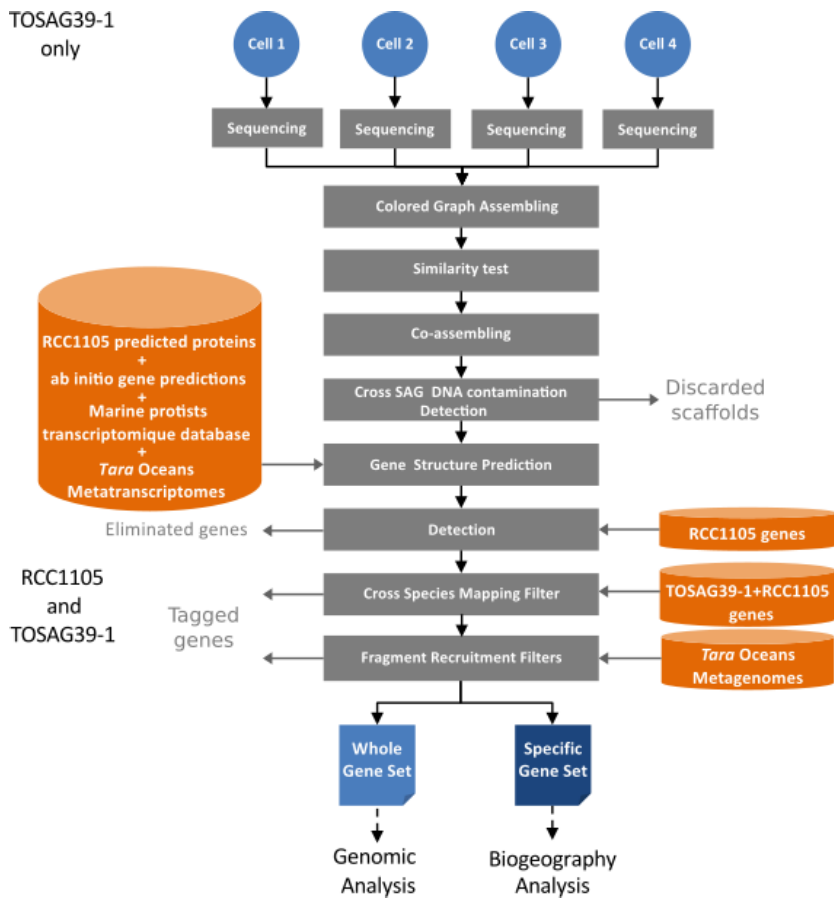 TOSAG39-1
only
Cell 1
Cell 2
Cell 3
Cell 4
Sequencing
Sequencing
Sequencing
Sequencing
Colored Graph Assembling
Similarity test
Co-assembling
Cross SAG DNA contamination
Detection
Discarded
scaffolds
RCC1105 predicted proteins
+
ab initio gene predictions
+
Marine protists
transcriptomique database
+
Tara Oceans
Metatranscriptomes
Gene Structure Prediction
Eliminated genes
Detection
RCC1105 genes
RCC1105
and
TOSAG39-1
Tagged
genes
Cross Species Mapping Filter
TOSAG39-1+RCC1105
genes
Fragment Recruitment Filters
Tara Oceans
Metagenomes
Whole
Gene Set
Specific
Gene Set
Genomic
Analysis
Biogeography
Analysis